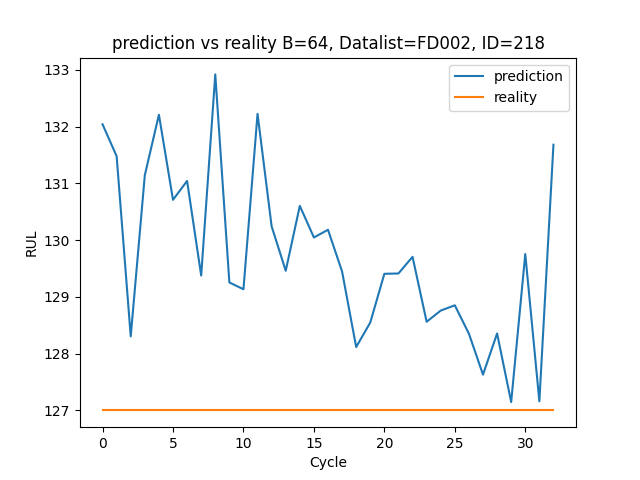 prediction vs reality B=64, Datalist=FD002, ID=218
prediction
reality
133
132
131
130
129
128
127
RUL
0
5
10
15
20
25
30
Cycle